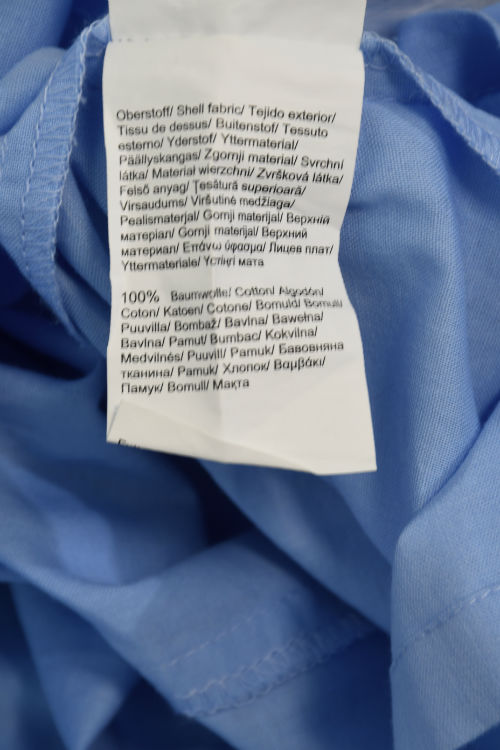 Oberstoff/ Shell fabric/ Tejido exterior/
Tissu de dessus/ Buitenstof/ Tessuto
esterno/ Yderstof/ Yttermaterial/
Päällyskangas/ Zgornji material/ Svrchní
látka/ Materiał wierzchni/ Zvršková látka/
Felső anyag/ Ţesătură superioară/
Virsaudums/ Viršutinė medžiaga/
Pealismaterjal/ Gornji materijal/ Верхній
матеріал/ Gornji materijal/ Верхний
материал/ Επάνω ύφασμα/ Лицев плат/
Yttermateriale/ Үстіңгі мата
100% Baumwolle/ Cotton/ Algodón/
Coton/ Katoen/ Cotone/ Bomuld/ Bomull/
Puuvilla/ Bombaž/ Bavlna/ Bawełna/
Bavlna/ Pamut/ Bumbac/ Kokvilna/
Medvilnės/ Puuvill/ Pamuk/ Бавовняна
тканина/ Pamuk/ Хлопок/ Βαμβάκι/
Памук/ Bomull/ Мақта